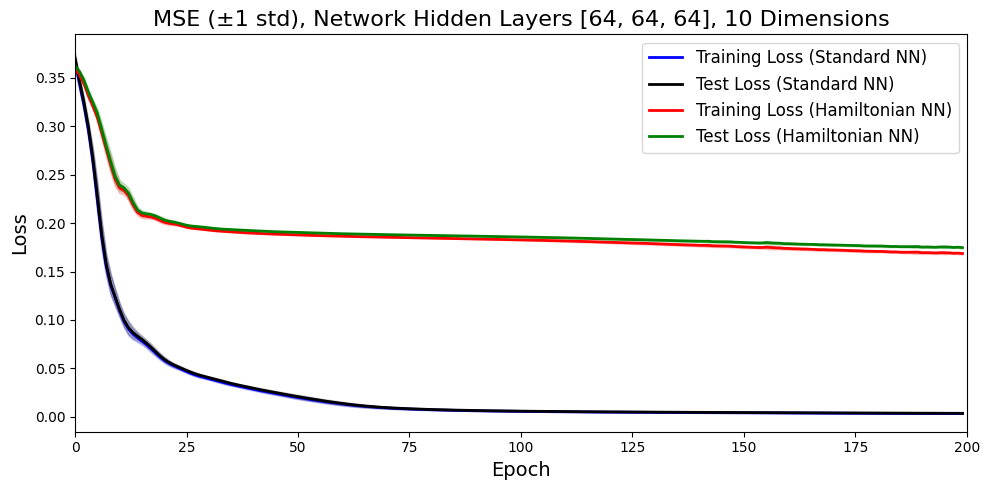 MSE (±1 std), Network Hidden Layers [64, 64, 64], 10 Dimensions
Training Loss (Standard NN)
Test Loss (Standard NN)
Training Loss (Hamiltonian NN)
Test Loss (Hamiltonian NN)
Loss
0.35
0.30
0.25
0.20
0.15
0.10
0.05
0.00
0 25 50 75 100 125 150 175 200
Epoch